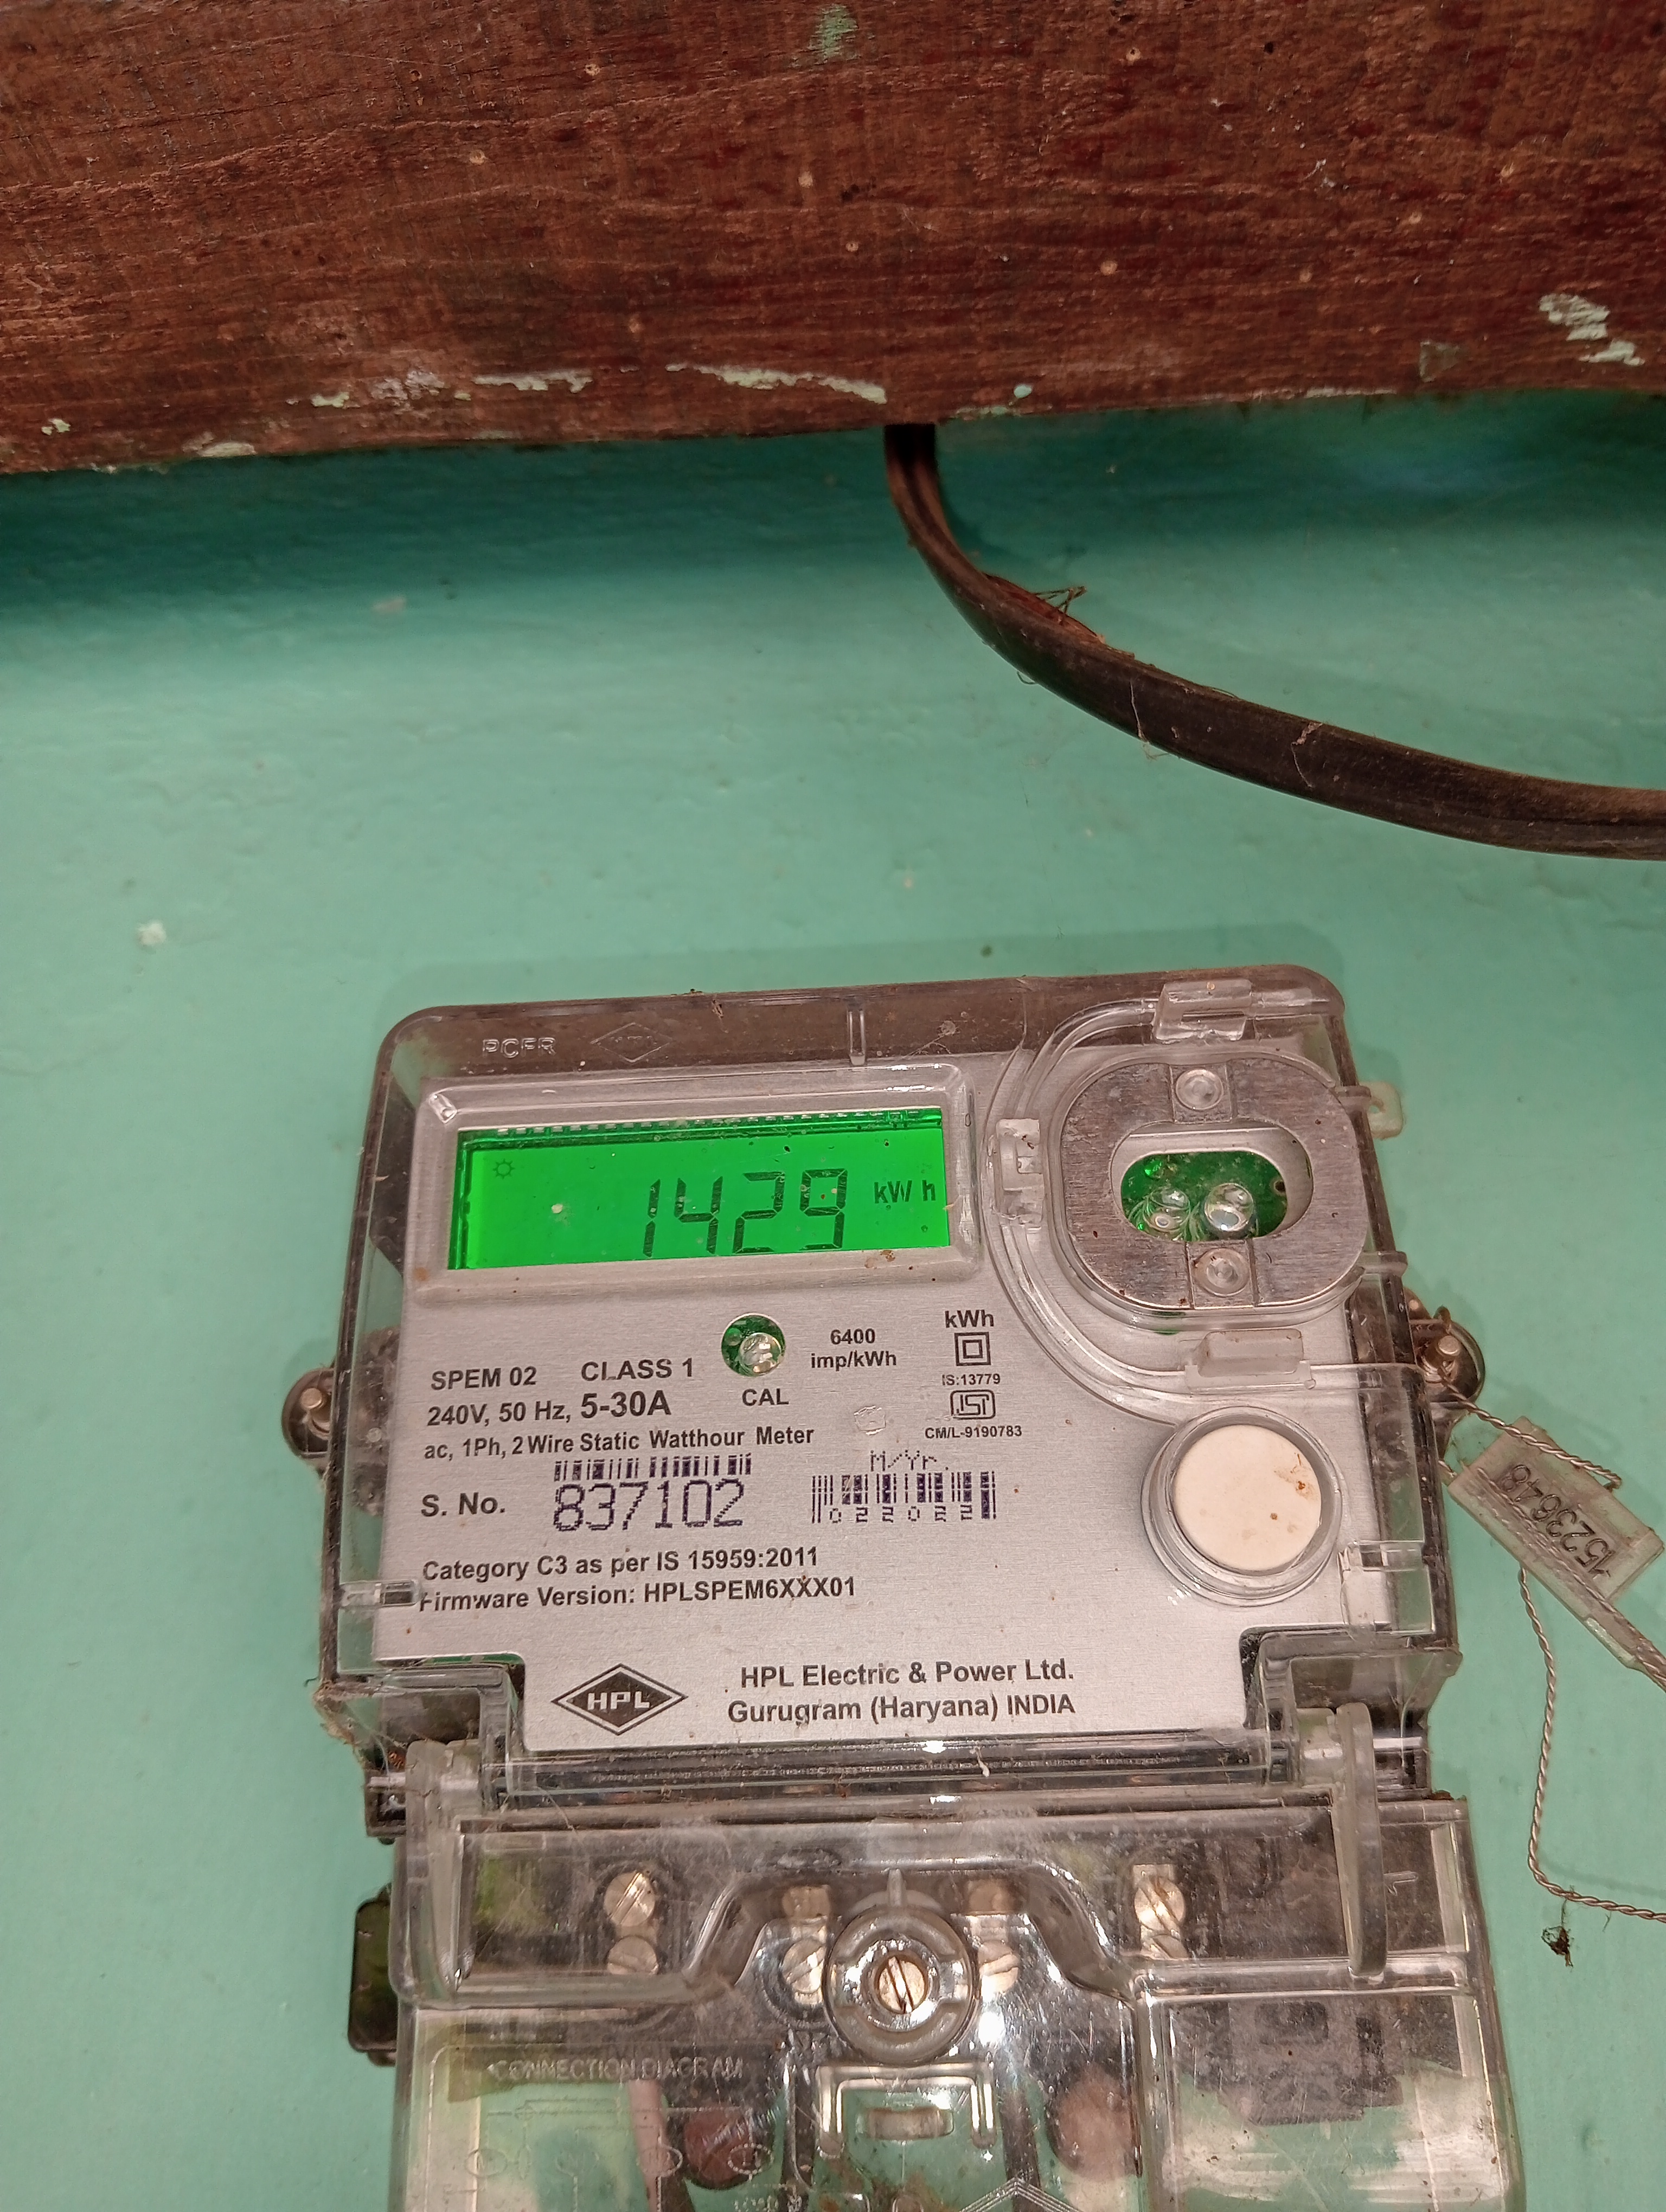 PCFR
1429 kWh
6400
imp/kWh
kWh
SPEM 02 CLASS 1
CAL
IS:13779
240V, 50 Hz, 5-30A
ISI
CM/L-9190783
ac, 1Ph, 2 Wire Static Watthour Meter
M/Yr.
S. No. 837102
022022
1523648
Category C3 as per IS 15959:2011
Firmware Version: HPLSPEM6XXX01
HPL
HPL Electric & Power Ltd.
Gurugram (Haryana) INDIA
CONNECTION DIAGRAM